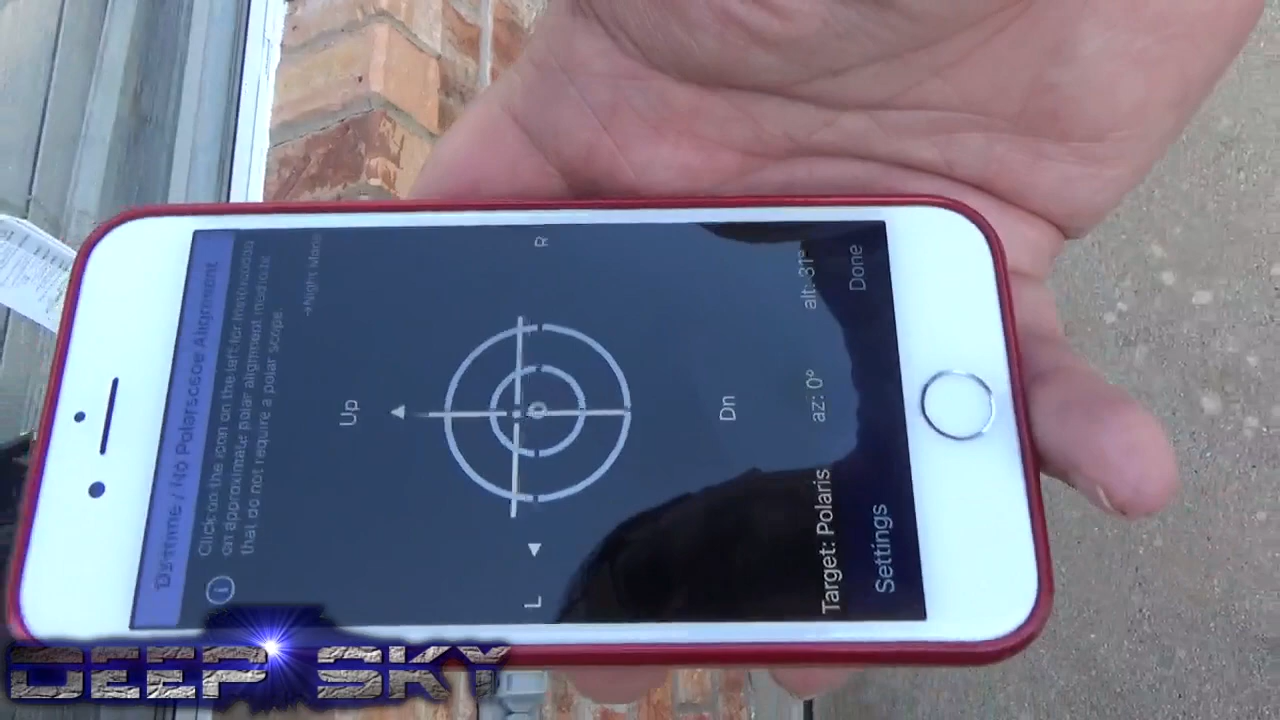 Daytime / No Polarscope Alignment
Click on the icon on the left for instructions
on approximate polar alignment methods
that do not require a polar scope.
→Night Mode
Up
L
R
Dn
Target: Polaris az: 0° alt: 31°
Settings Done
DEEP SKY